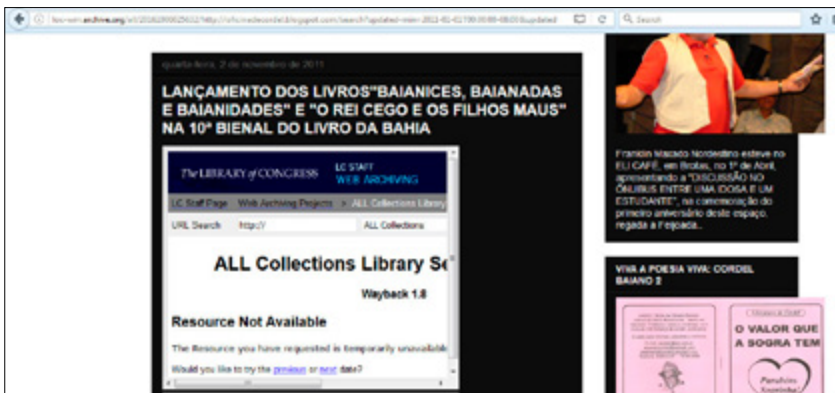 Search
quarta-feira, 2 de novembro de 2011
LANÇAMENTO DOS LIVROS"BAIANICES, BAIANADAS
E BAIANIDADES" E "O REI CEGO E OS FILHOS MAUS"
NA 10ª BIENAL DO LIVRO DA BAHIA
The LIBRARY of CONGRESS
LC STAFF
WEB ARCHIVING
LC Staff Page Web Archiving Projects > ALL Collections Library
URL Search http:// ALL Collections
ALL Collections Library Se
Wayback 1.8
Resource Not Available
The Resource you have requested is temporarily unavailable
Would you like to try the previous or next date?
Franklin Maxado Nordestino esteve no
ELI CAFÉ, em Brotas, no 1º de Abril,
apresentando a "DISCUSSÃO NO
ÔNIBUS ENTRE UMA IDOSA E UM
ESTUDANTE", na comemoração do
primeiro aniversário deste espaço,
regada a Feijoada..
VIVA A POESIA VIVA: CORDEL
BAIANO 2
O VALOR QUE
A SOGRA TEM